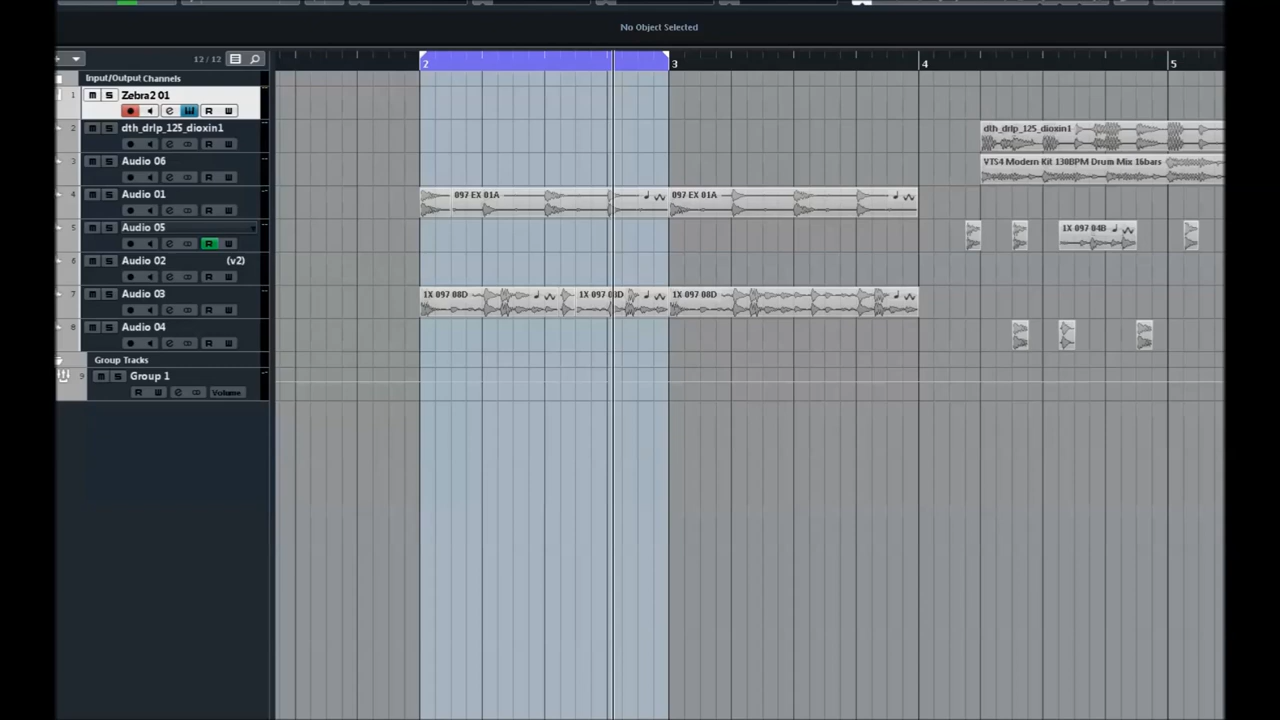 No Object Selected
12 / 12
2 3 4 5
Input/Output Channels
1 m S Zebra2 01
R W
2 m S dth_drlp_125_dioxin1
R W
dth_drlp_125_dioxin1
3 m S Audio 06
R W
VTS4 Modern Kit 130BPM Drum Mix 16bars
4 m S Audio 01
R W
097 EX 01A 097 EX 01A
5 m S Audio 05
R W
1X 097 04B
6 m S Audio 02 (v2)
R W
7 m S Audio 03
R W
1X 097 08D 1X 097 08D 1X 097 08D
8 m S Audio 04
R W
Group Tracks
9 m S Group 1
R W Volume